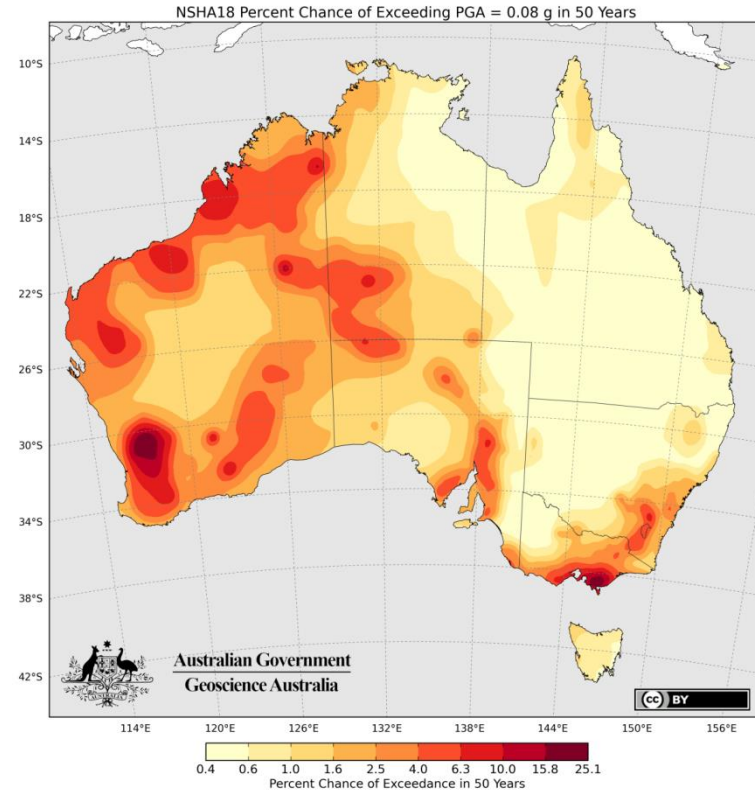 NSHA18 Percent Chance of Exceeding PGA = 0.08 g in 50 Years
10°S
14°S
18°S
22°S
26°S
30°S
34°S
38°S
42°S
Australian Government
Geoscience Australia
cc BY
114°E 120°E 126°E 132°E 138°E 144°E 150°E 156°E
0.4 0.6 1.0 1.6 2.5 4.0 6.3 10.0 15.8 25.1
Percent Chance of Exceedance in 50 Years